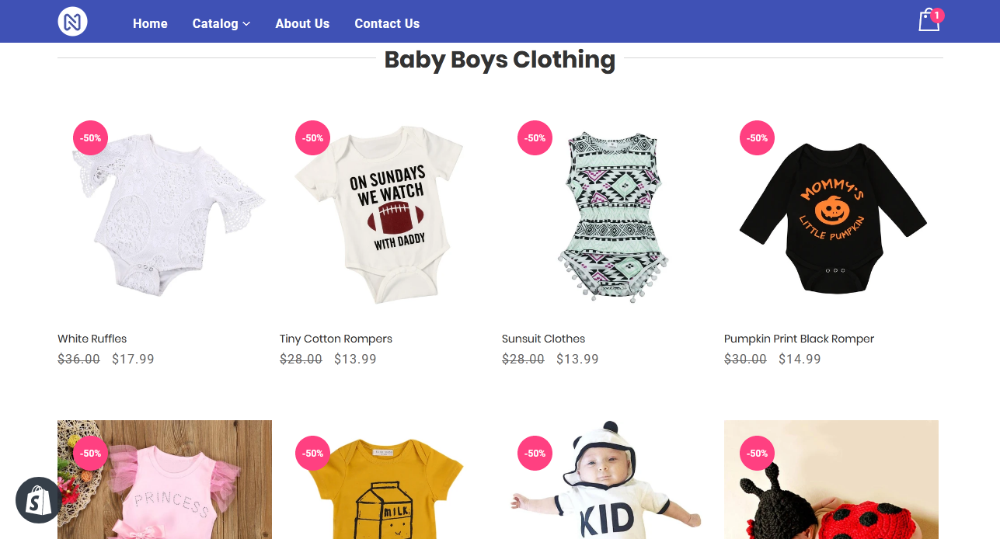 Home Catalog About Us Contact Us 1
Baby Boys Clothing
-50% -50% -50% -50%
ON SUNDAYS
WE WATCH
WITH DADDY
MOMMY'S
LITTLE PUMPKIN
White Ruffles Tiny Cotton Rompers Sunsuit Clothes Pumpkin Print Black Romper
$36.00 $17.99 $28.00 $13.99 $28.00 $13.99 $30.00 $14.99
-50% -50% -50% -50%
PRINCESS
MILK
KID